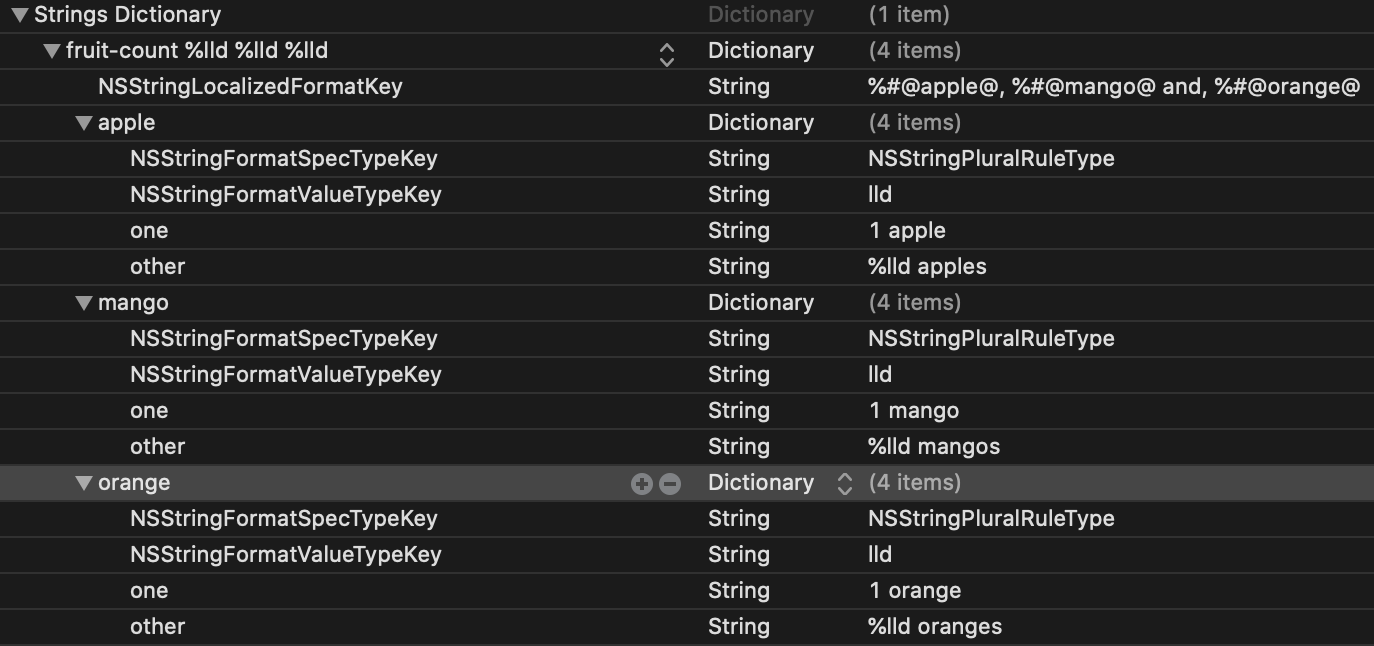 Strings Dictionary Dictionary (1 item)
fruit-count %lld %lld %lld Dictionary (4 items)
NSStringLocalizedFormatKey String %#@apple@, %#@mango@ and, %#@orange@
apple Dictionary (4 items)
NSStringFormatSpecTypeKey String NSStringPluralRuleType
NSStringFormatValueTypeKey String lld
one String 1 apple
other String %lld apples
mango Dictionary (4 items)
NSStringFormatSpecTypeKey String NSStringPluralRuleType
NSStringFormatValueTypeKey String lld
one String 1 mango
other String %lld mangos
orange Dictionary (4 items)
NSStringFormatSpecTypeKey String NSStringPluralRuleType
NSStringFormatValueTypeKey String lld
one String 1 orange
other String %lld oranges